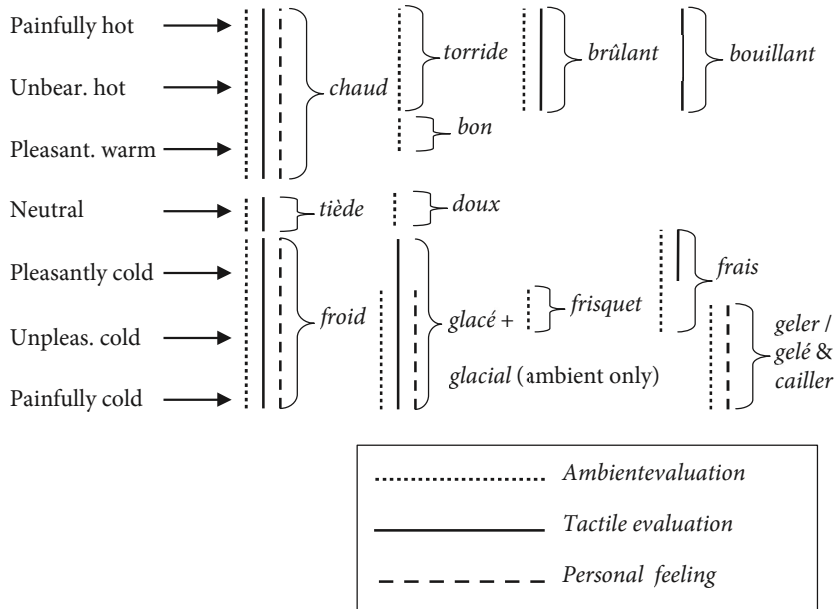 Painfully hot
Unbear. hot
Pleasant. warm
Neutral
Pleasantly cold
Unpleas. cold
Painfully cold
chaud
torride
bon
brûlant
bouillant
tiède
doux
froid
glacé +
glacial (ambient only)
frisquet
frais
geler /
gelé &
cailler
Ambientevaluation
Tactile evaluation
Personal feeling